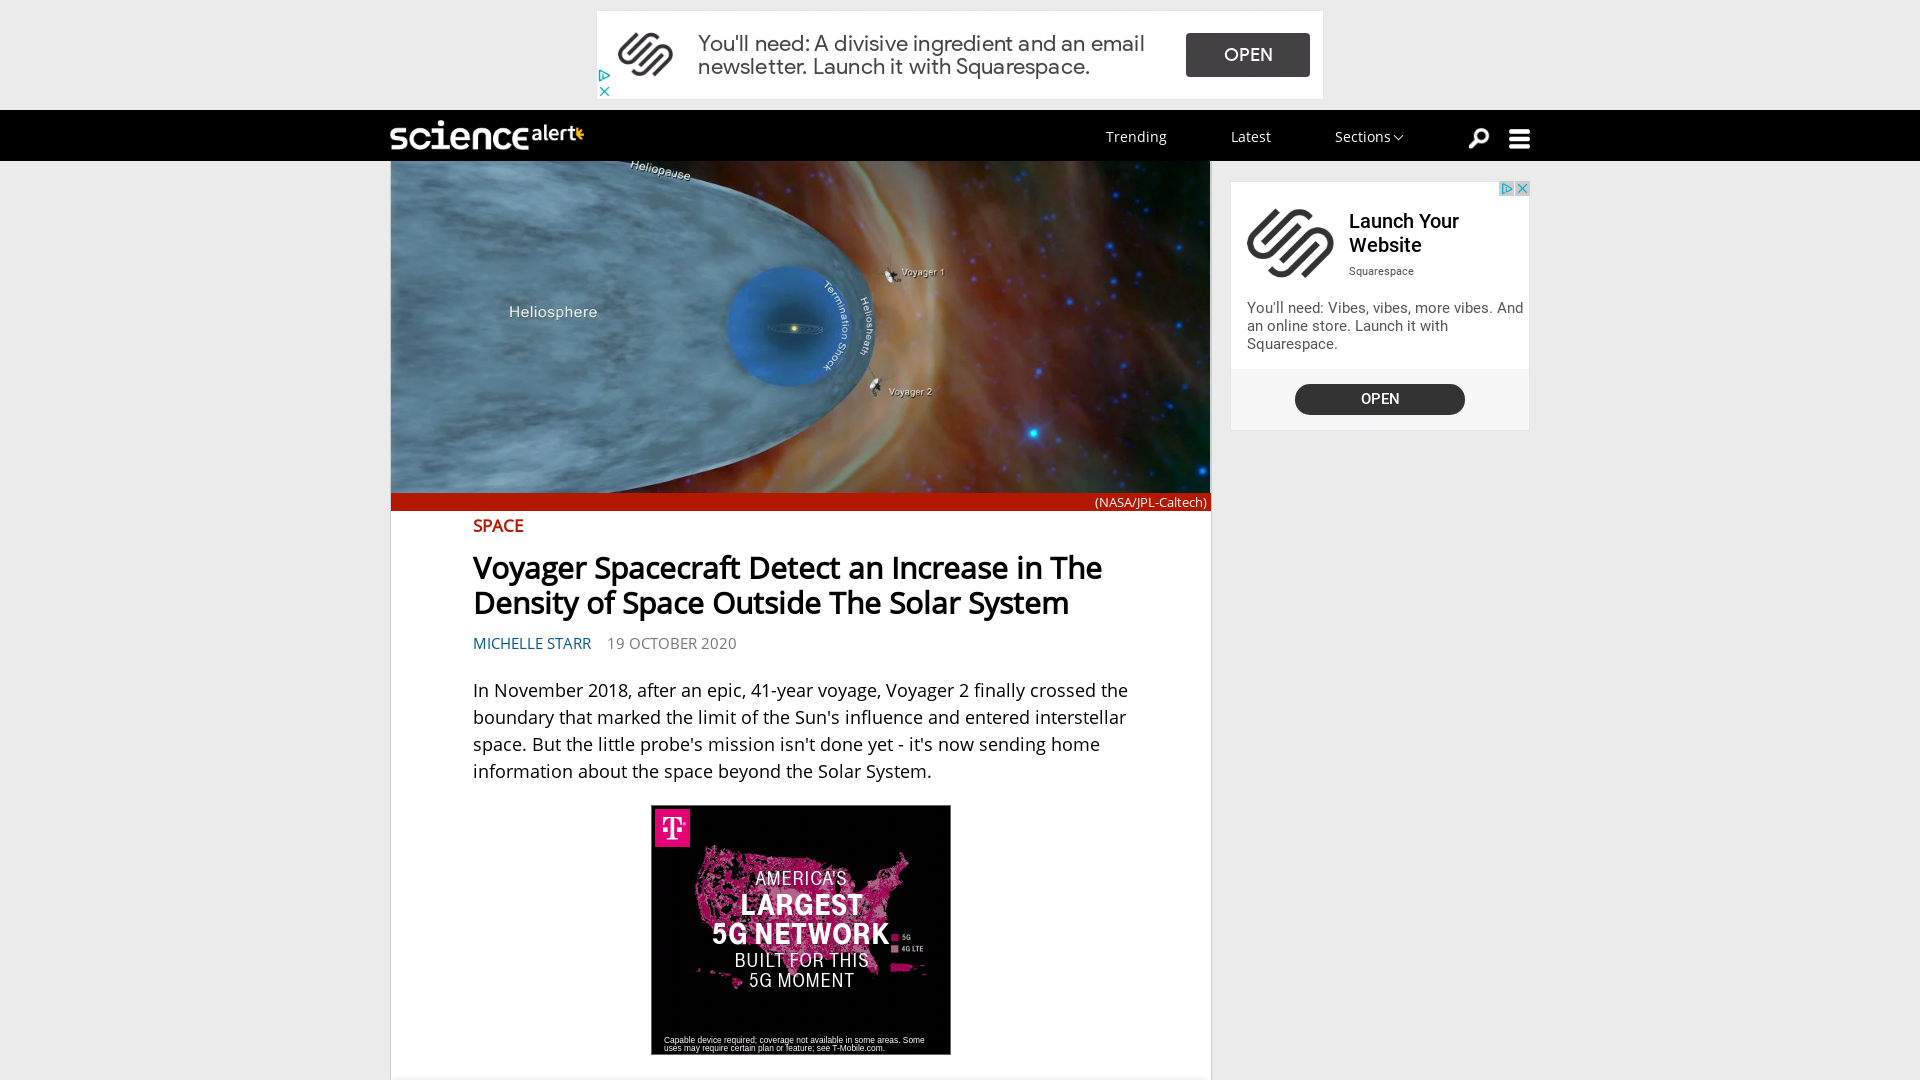 You'll need: A divisive ingredient and an email
newsletter. Launch it with Squarespace.
OPEN
science alert
Trending
Latest
Sections
Heliopause
Voyager 1
Termination Shock
Heliosheath
Heliosphere
Voyager 2
(NASA/JPL-Caltech)
Launch Your
Website
Squarespace
You'll need: Vibes, vibes, more vibes. And
an online store. Launch it with
Squarespace.
OPEN
SPACE
Voyager Spacecraft Detect an Increase in The
Density of Space Outside The Solar System
MICHELLE STARR 19 OCTOBER 2020
In November 2018, after an epic, 41-year voyage, Voyager 2 finally crossed the
boundary that marked the limit of the Sun's influence and entered interstellar
space. But the little probe's mission isn't done yet - it's now sending home
information about the space beyond the Solar System.
T
AMERICA'S
LARGEST
5G NETWORK
BUILT FOR THIS
5G MOMENT
5G
4G LTE
Capable device required; coverage not available in some areas. Some
uses may require certain plan or feature; see T-Mobile.com.